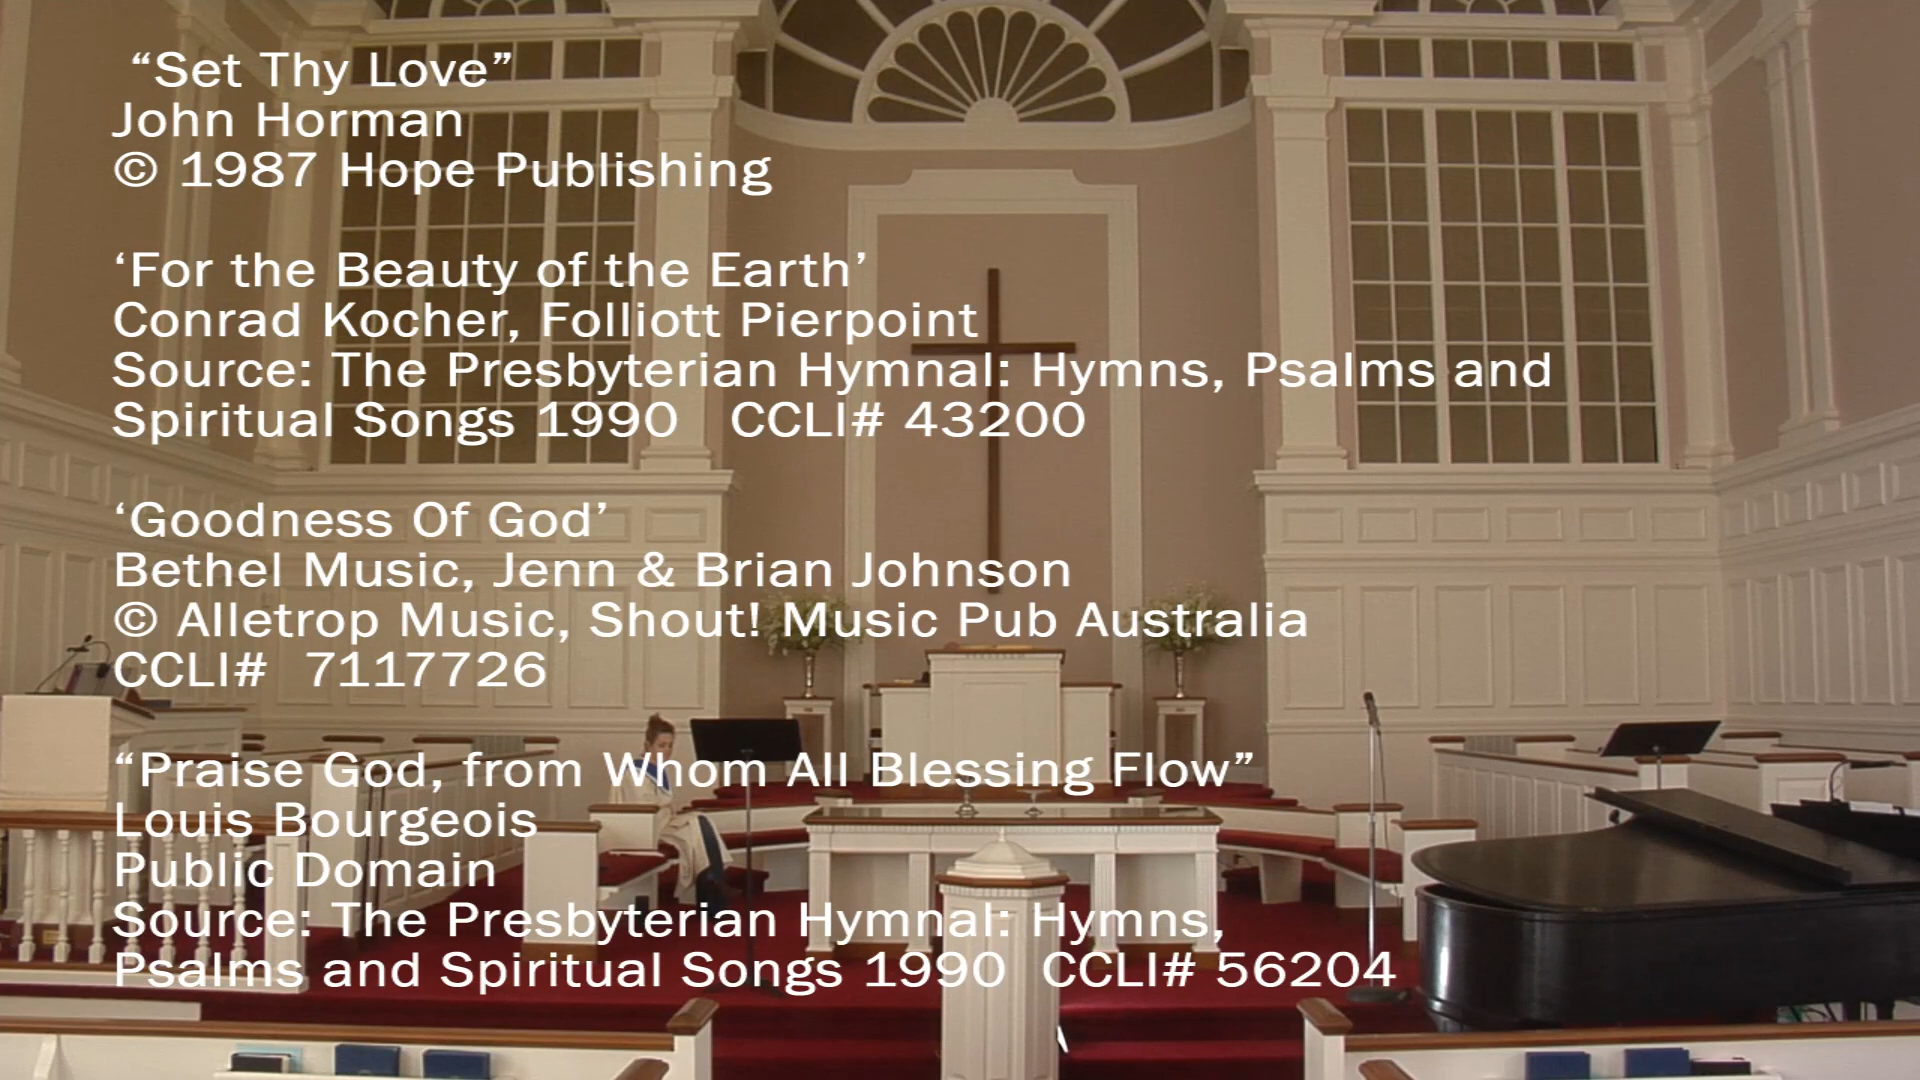 “Set Thy Love”
John Horman
© 1987 Hope Publishing
‘For the Beauty of the Earth’
Conrad Kocher, Folliott Pierpoint
Source: The Presbyterian Hymnal: Hymns, Psalms and
Spiritual Songs 1990 CCLI# 43200
‘Goodness Of God’
Bethel Music, Jenn & Brian Johnson
© Alletrop Music, Shout! Music Pub Australia
CCLI# 7117726
“Praise God, from Whom All Blessing Flow”
Louis Bourgeois
Public Domain
Source: The Presbyterian Hymnal: Hymns,
Psalms and Spiritual Songs 1990 CCLI# 56204